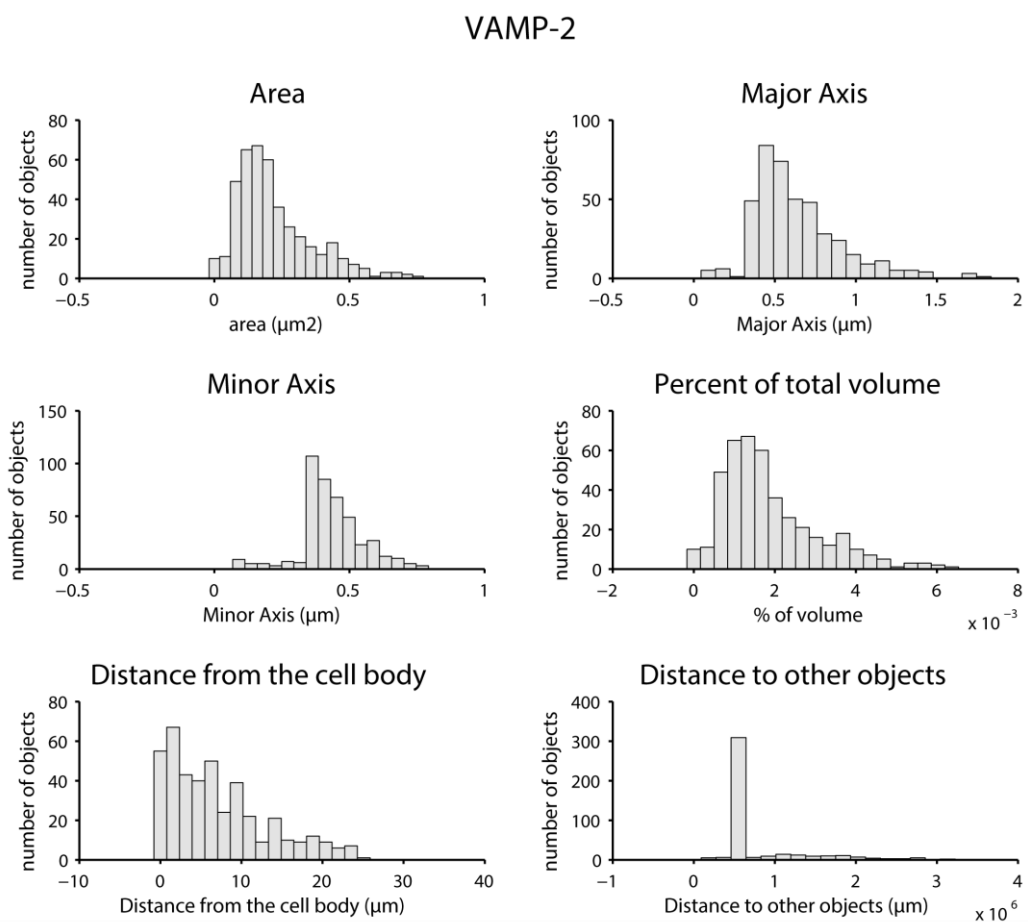 VAMP-2
Area
number of objects
80
60
40
20
0
−0.5 0 0.5 1
area (μm2)
Major Axis
number of objects
100
50
0
−0.5 0 0.5 1 1.5 2
Major Axis (μm)
Minor Axis
number of objects
150
100
50
0
−0.5 0 0.5 1
Minor Axis (μm)
Percent of total volume
number of objects
80
60
40
20
0
−2 0 2 4 6 8
% of volume
x 10 −3
Distance from the cell body
number of objects
80
60
40
20
0
−10 0 10 20 30 40
Distance from the cell body (μm)
Distance to other objects
number of objects
400
300
200
100
0
−1 0 1 2 3 4
Distance to other objects (μm)
x 10 6